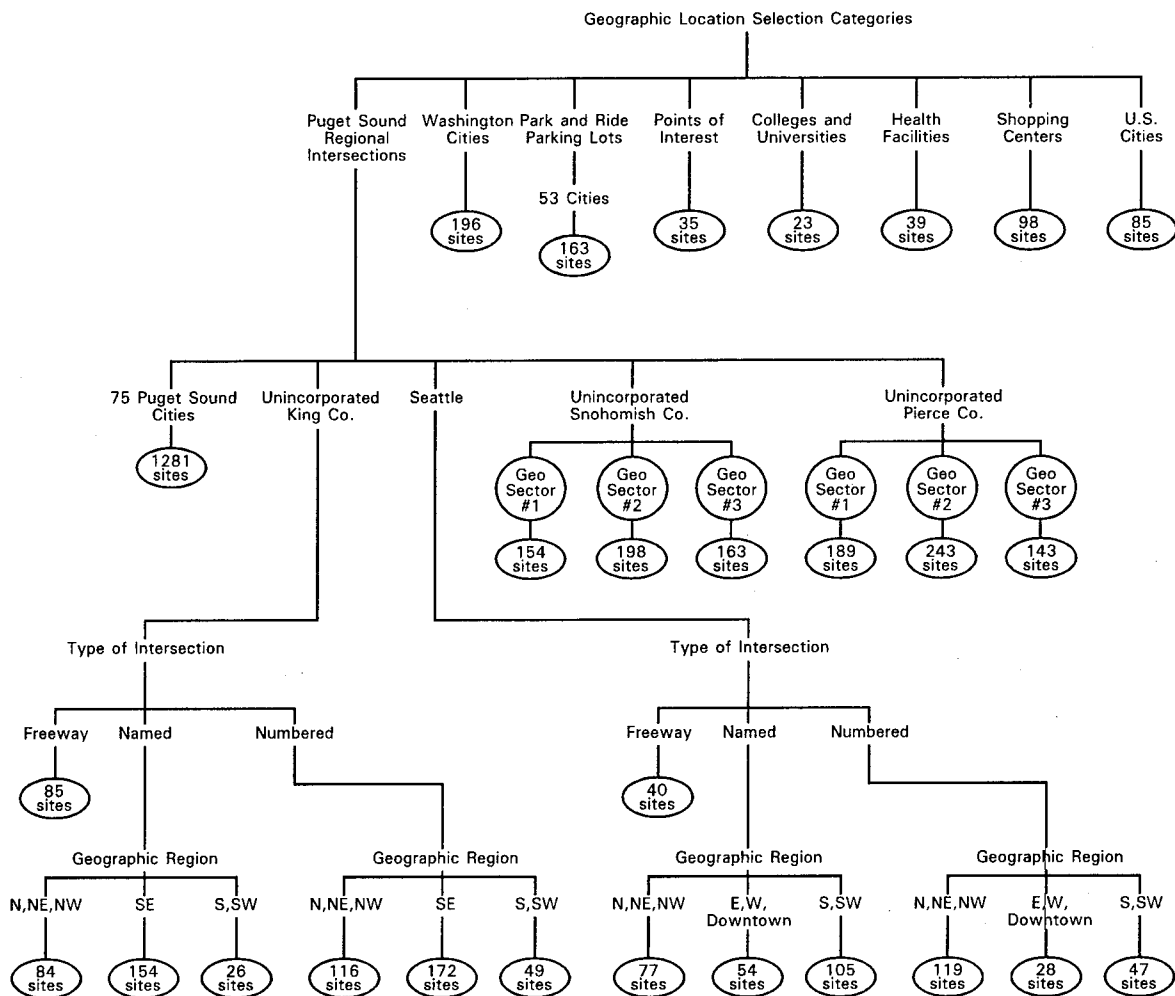 Geographic Location Selection Categories
Puget Sound
Regional
Intersections
Washington
Cities
Park and Ride
Parking Lots
Points of
Interest
Colleges and
Universities
Health
Facilities
Shopping
Centers
U.S.
Cities
53 Cities
196
sites
163
sites
35
sites
23
sites
39
sites
98
sites
85
sites
75 Puget Sound
Cities
Unincorporated
King Co.
Seattle
Unincorporated
Snohomish Co.
Unincorporated
Pierce Co.
1281
sites
Geo
Sector
#1
Geo
Sector
#2
Geo
Sector
#3
Geo
Sector
#1
Geo
Sector
#2
Geo
Sector
#3
154
sites
198
sites
163
sites
189
sites
243
sites
143
sites
Type of Intersection
Type of Intersection
Freeway
Named
Numbered
Freeway
Named
Numbered
85
sites
40
sites
Geographic Region
Geographic Region
Geographic Region
Geographic Region
N,NE,NW
SE
S,SW
N,NE,NW
SE
S,SW
N,NE,NW
E,W,
Downtown
S,SW
N,NE,NW
E,W,
Downtown
S,SW
84
sites
154
sites
26
sites
116
sites
172
sites
49
sites
77
sites
54
sites
105
sites
119
sites
28
sites
47
sites